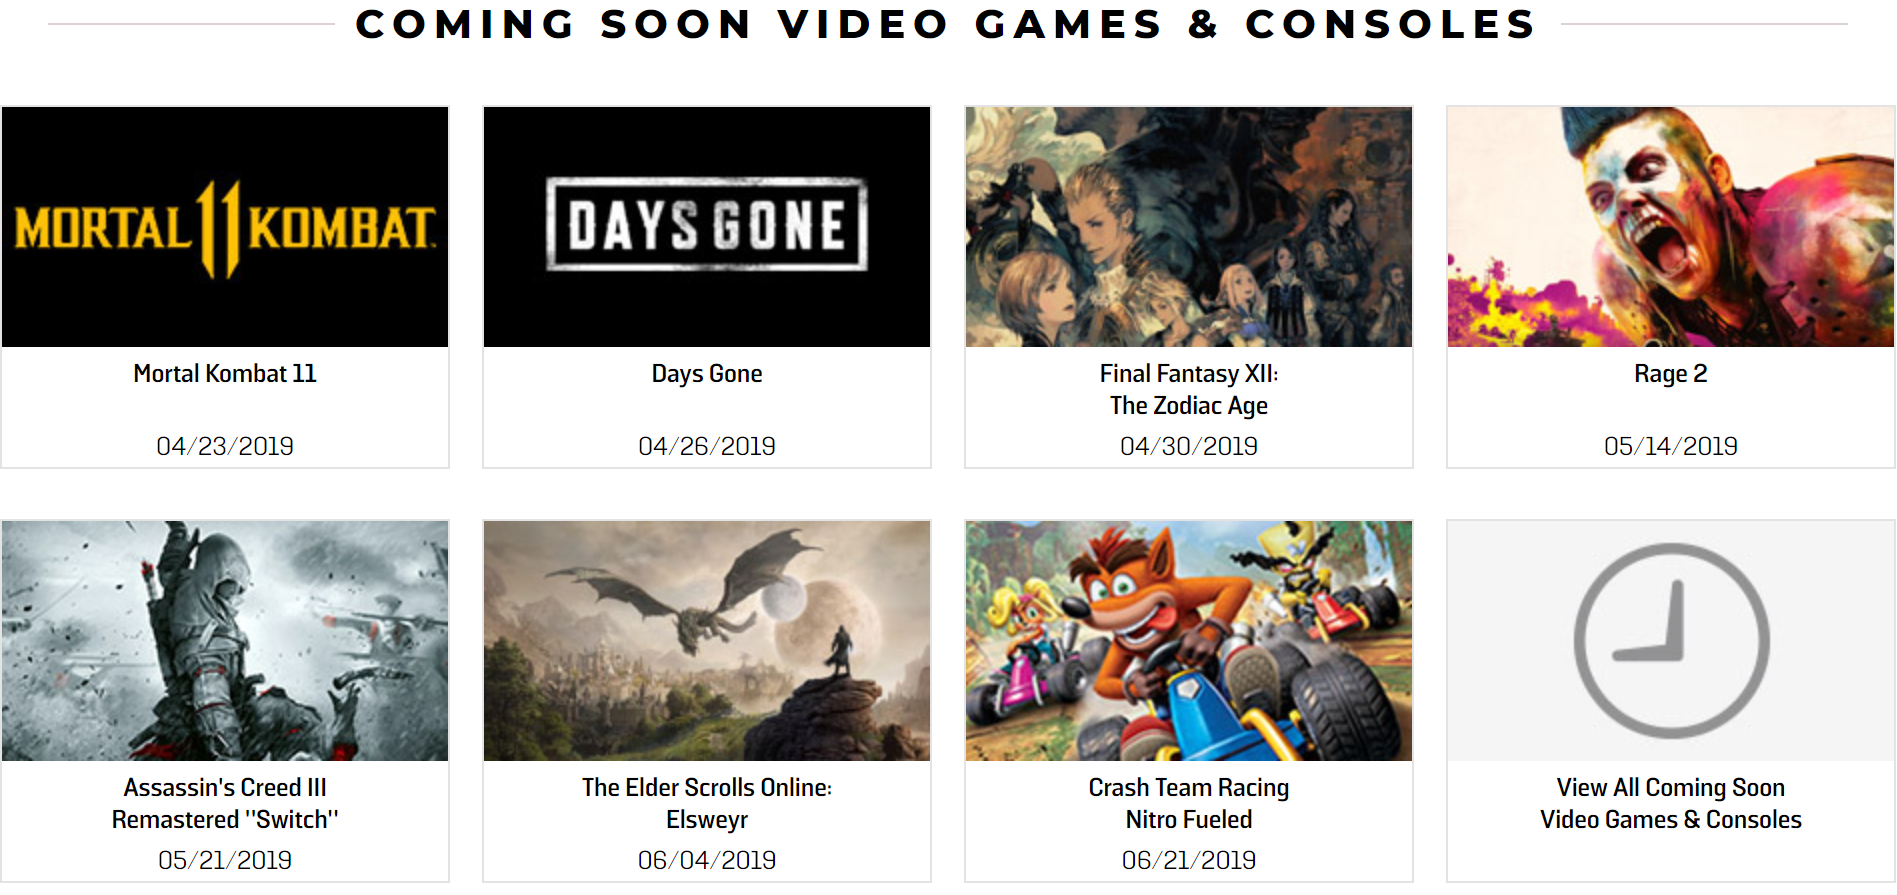 COMING SOON VIDEO GAMES & CONSOLES
MORTAL 11 KOMBAT
DAYS GONE
Mortal Kombat 11
04/23/2019
Days Gone
04/26/2019
Final Fantasy XII:
The Zodiac Age
04/30/2019
Rage 2
05/14/2019
Assassin's Creed III
Remastered "Switch"
05/21/2019
The Elder Scrolls Online:
Elsweyr
06/04/2019
Crash Team Racing
Nitro Fueled
06/21/2019
View All Coming Soon
Video Games & Consoles